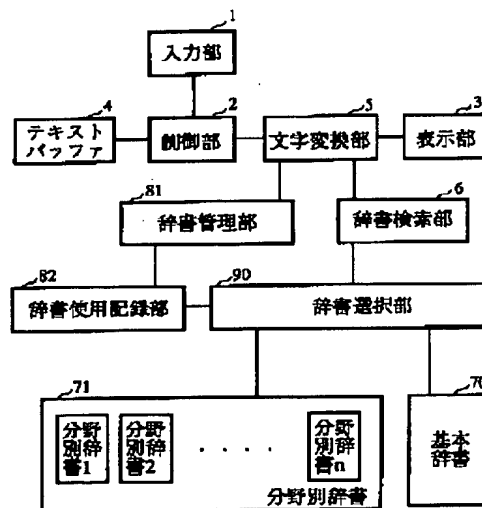 1
入力部
4
テキスト
バッファ
2
制御部
5
文字変換部
3
表示部
81
辞書管理部
6
辞書検索部
82
辞書使用記録部
90
辞書選択部
71
分野
別辞
書1
分野
別辞
書2
. . . .
分野
別辞
書n
分野別辞書
70
基本
辞書